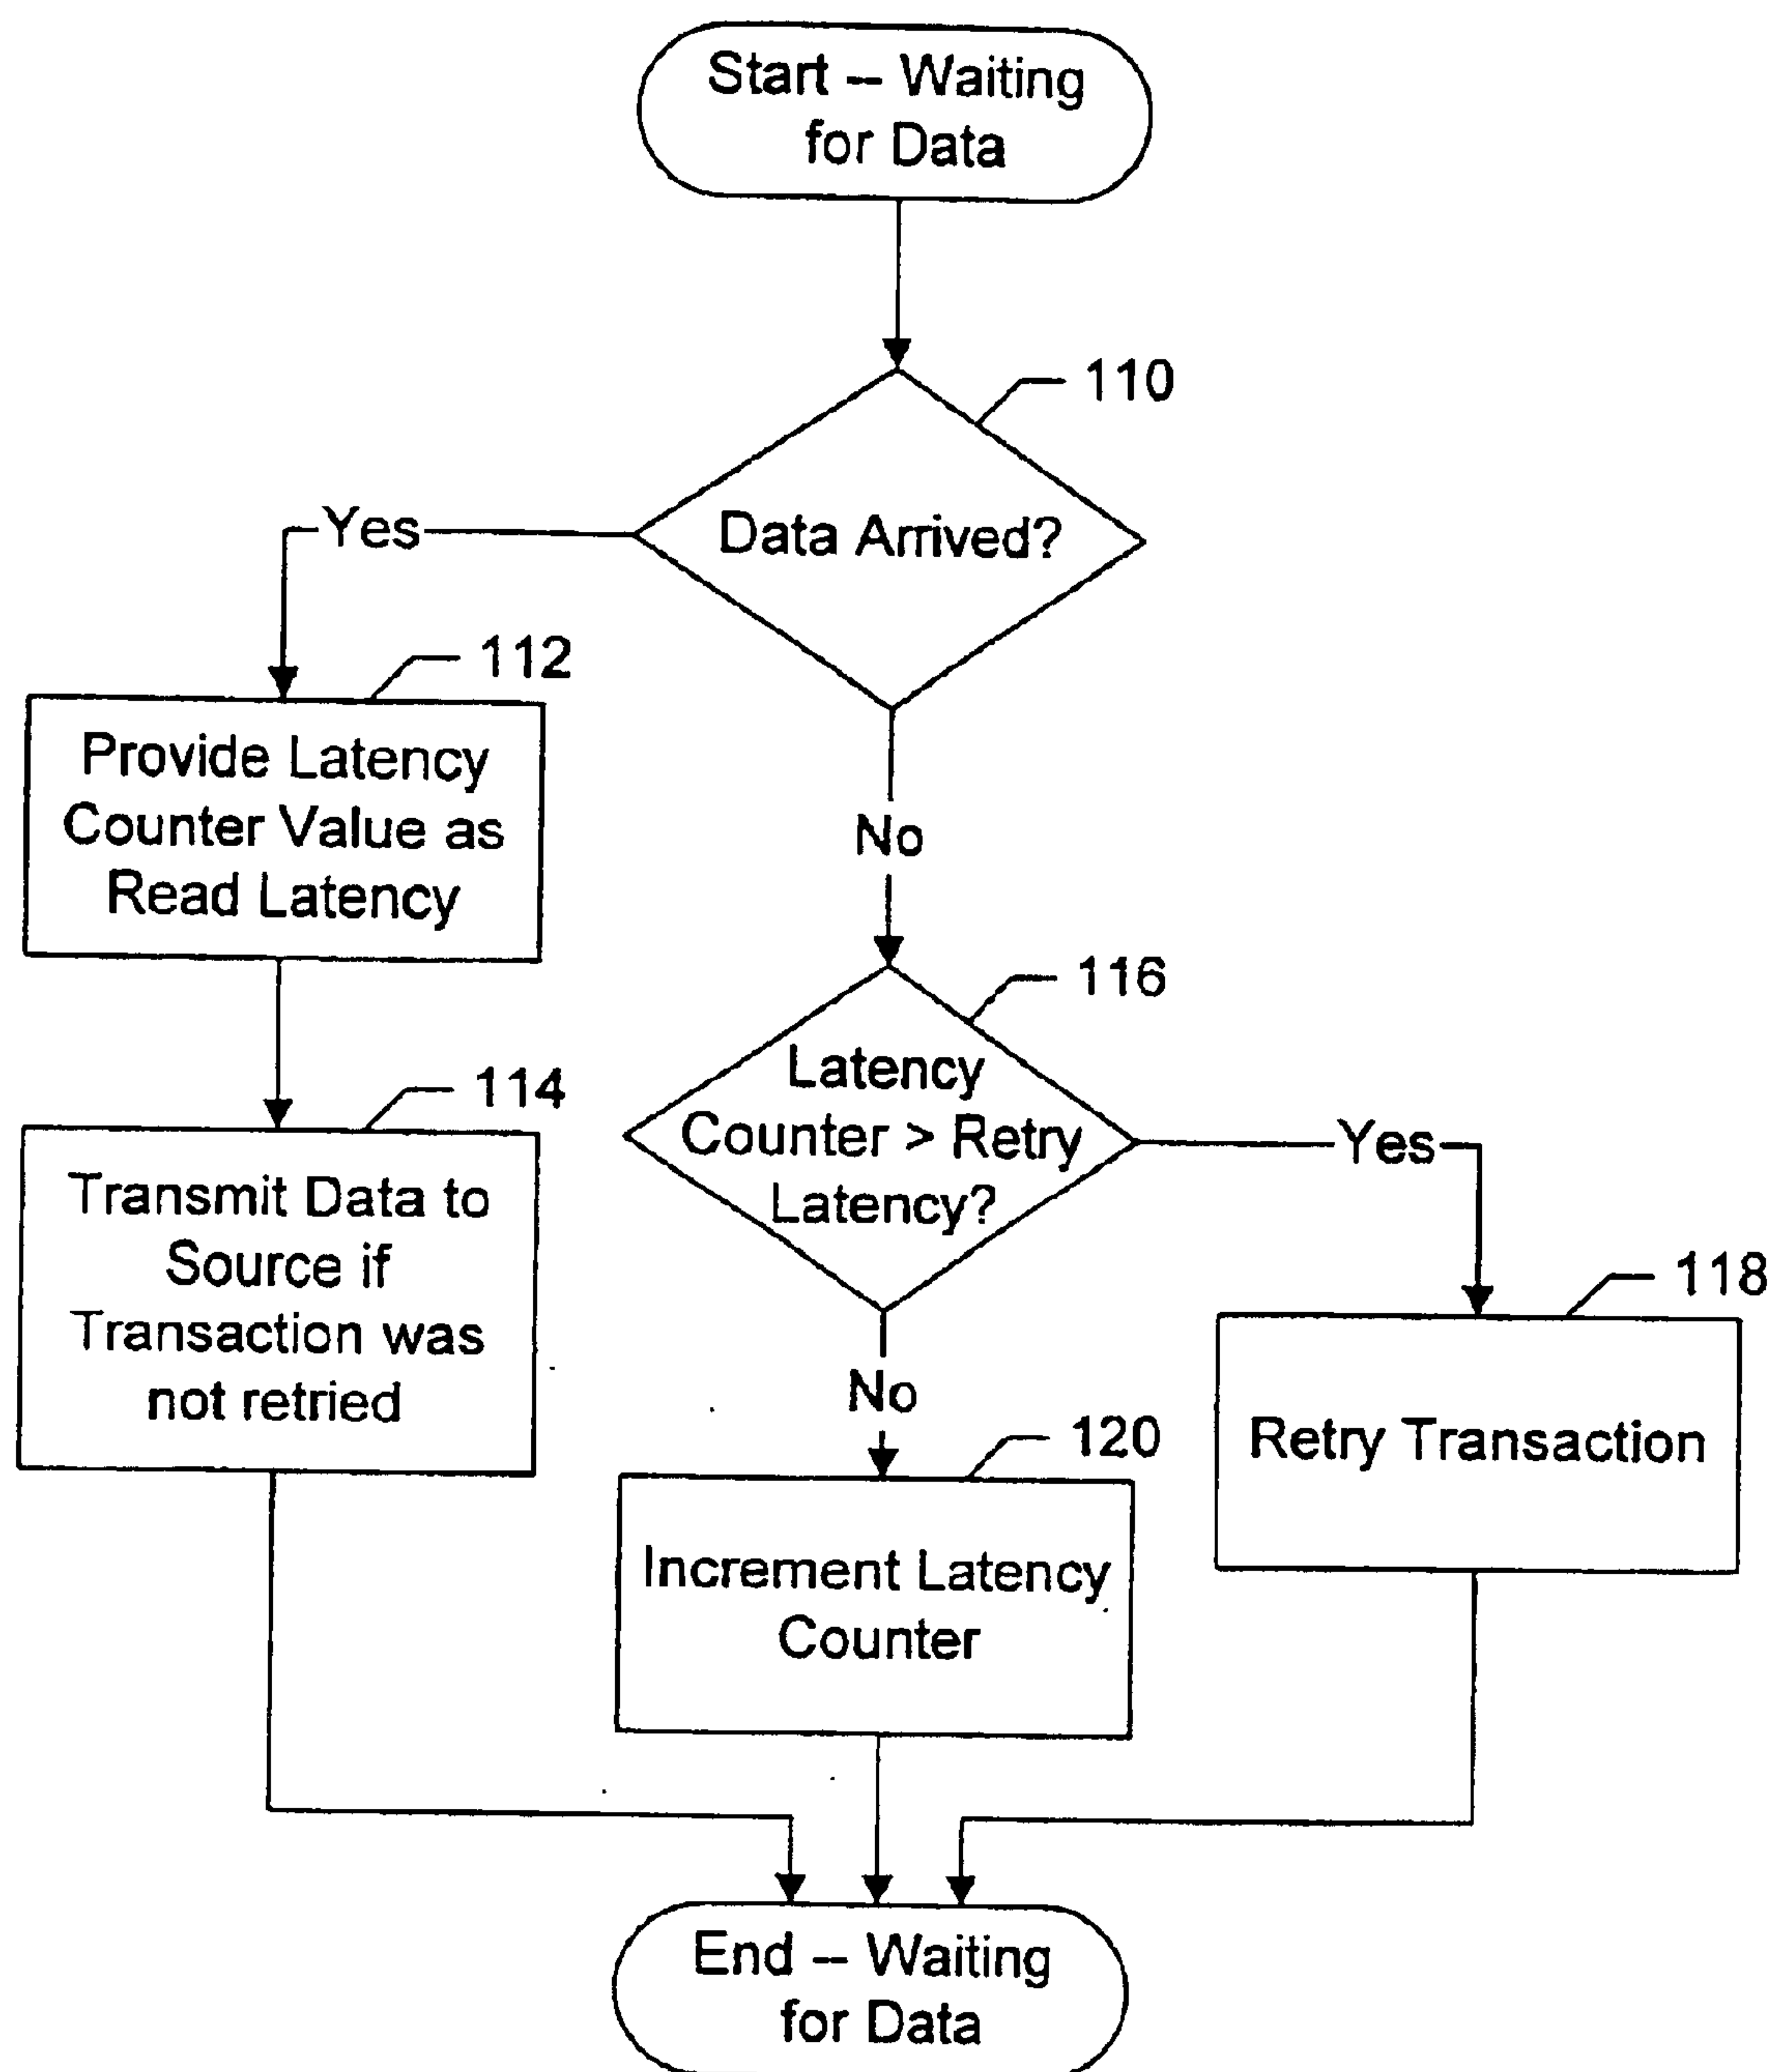 Start -- Waiting
for Data
110
Data Arrived?
Yes
112
Provide Latency
Counter Value as
Read Latency
No
116
Latency
Counter > Retry
Latency?
Yes
114
Transmit Data to
Source if
Transaction was
not retried
118
Retry Transaction
No
120
Increment Latency
Counter
End -- Waiting
for Data